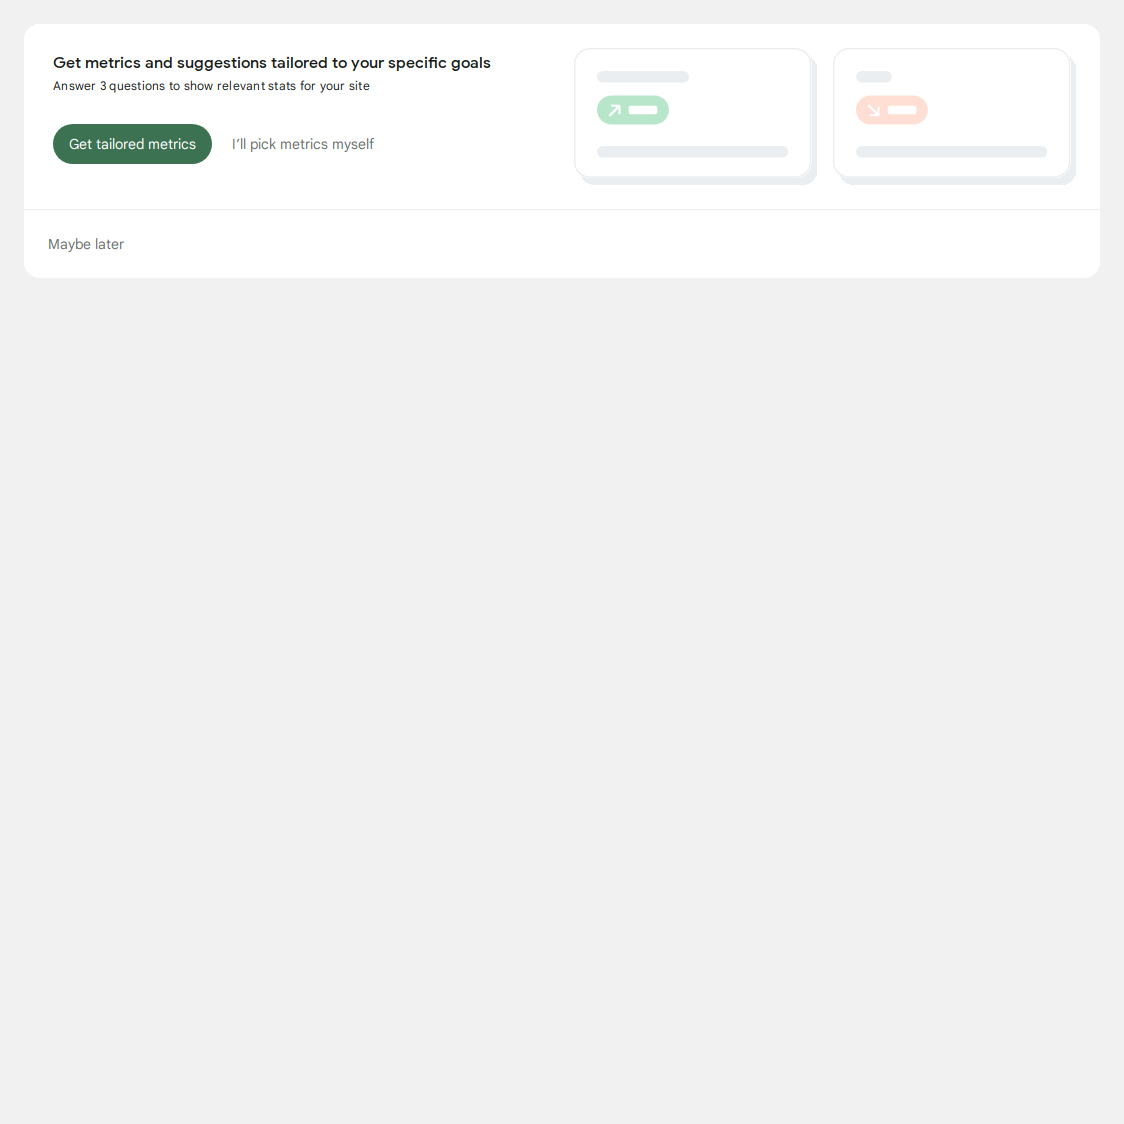 Get metrics and suggestions tailored to your specific goals
Answer 3 questions to show relevant stats for your site
Get tailored metrics
I’ll pick metrics myself
Maybe later